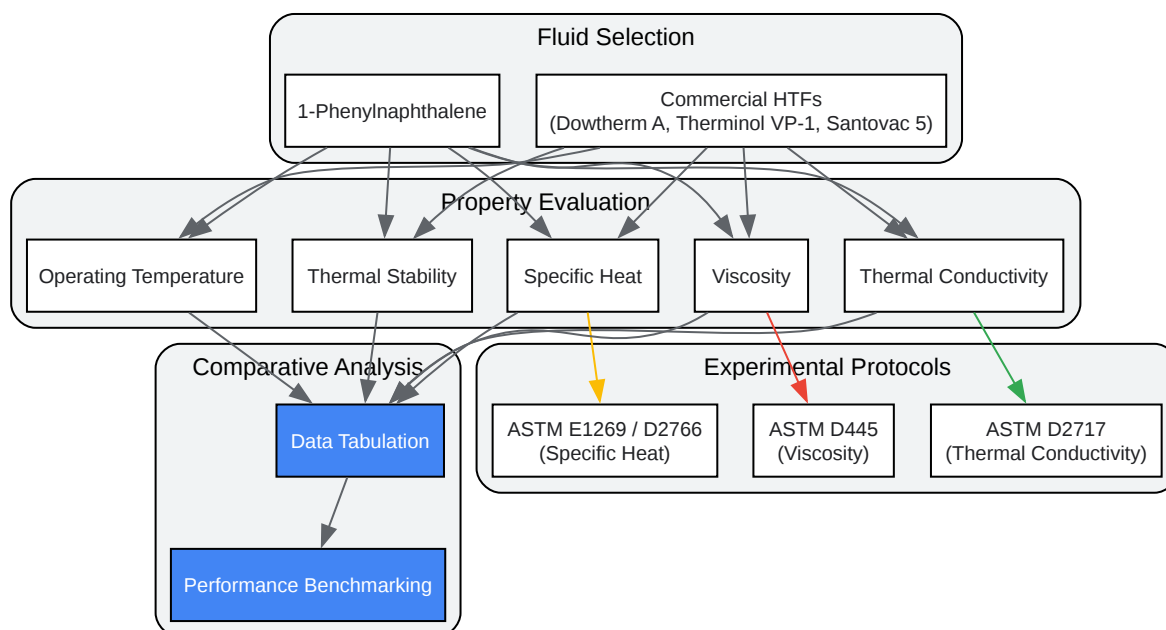 Fluid Selection
1-Phenylnaphthalene
Commercial HTFs
(Dowtherm A, Therminol VP-1, Santovac 5)
Property Evaluation
Operating Temperature
Thermal Stability
Specific Heat
Viscosity
Thermal Conductivity
Comparative Analysis
Data Tabulation
Performance Benchmarking
Experimental Protocols
ASTM E1269 / D2766
(Specific Heat)
ASTM D445
(Viscosity)
ASTM D2717
(Thermal Conductivity)